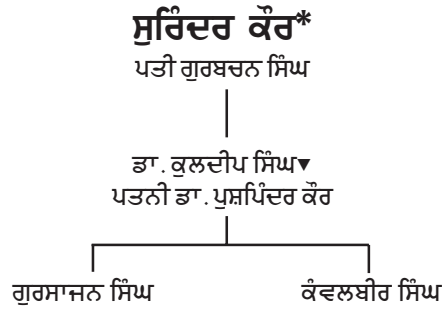 ਸੁਰਿੰਦਰ ਕੌਰ*
ਪਤੀ ਗੁਰਬਚਨ ਸਿੰਘ
ਡਾ. ਕੁਲਦੀਪ ਸਿੰਘ▾
ਪਤਨੀ ਡਾ. ਪੁਸ਼ਪਿੰਦਰ ਕੌਰ
ਗੁਰਸਾਜਨ ਸਿੰਘ ਕੰਵਲਬੀਰ ਸਿੰਘ